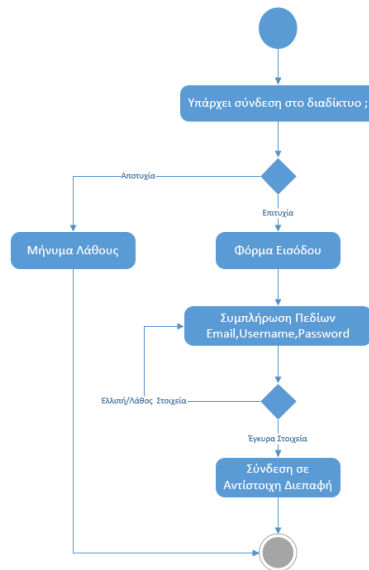 Υπάρχει σύνδεση στο διαδίκτυο ;
Αποτυχία
Επιτυχία
Μήνυμα Λάθους
Φόρμα Εισόδου
Συμπλήρωση Πεδίων
Email,Username,Password
Ελλιπή/Λάθος Στοιχεία
Έγκυρα Στοιχεία
Σύνδεση σε
Αντίστοιχη Διεπαφή